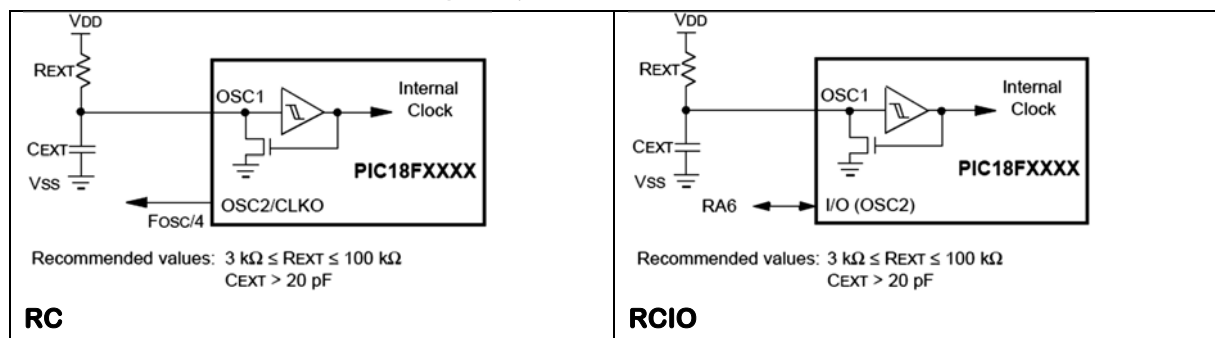 VDD
REXT
OSC1
Internal
Clock
CEXT
PIC18FXXXX
VSS
OSC2/CLKO
FOSC/4
Recommended values: 3 kΩ ≤ REXT ≤ 100 kΩ
CEXT > 20 pF
RC
VDD
REXT
OSC1
Internal
Clock
CEXT
PIC18FXXXX
VSS
RA6
I/O (OSC2)
Recommended values: 3 kΩ ≤ REXT ≤ 100 kΩ
CEXT > 20 pF
RCIO